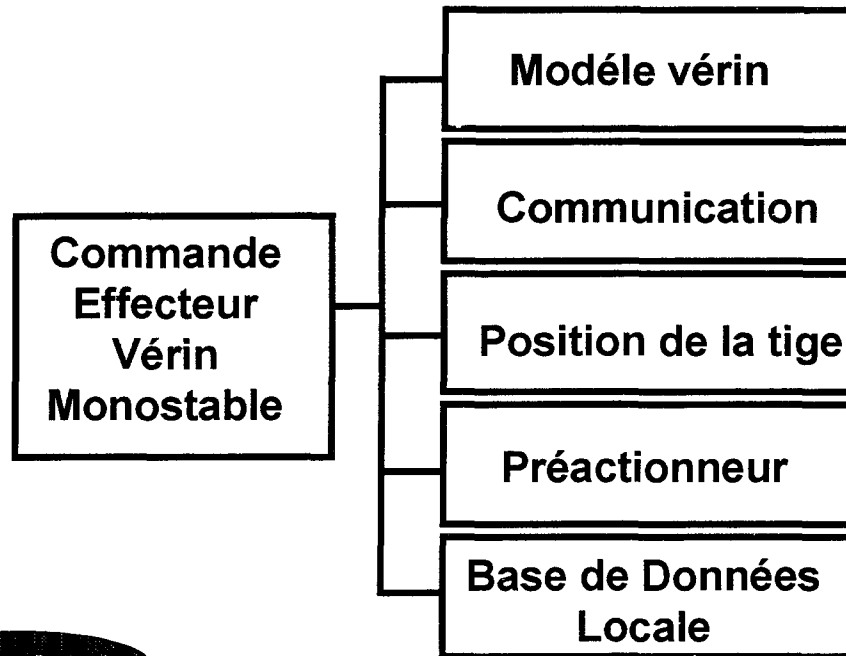 Modéle vérin
Communication
Commande
Effecteur
Vérin
Monostable
Position de la tige
Préactionneur
Base de Données
Locale